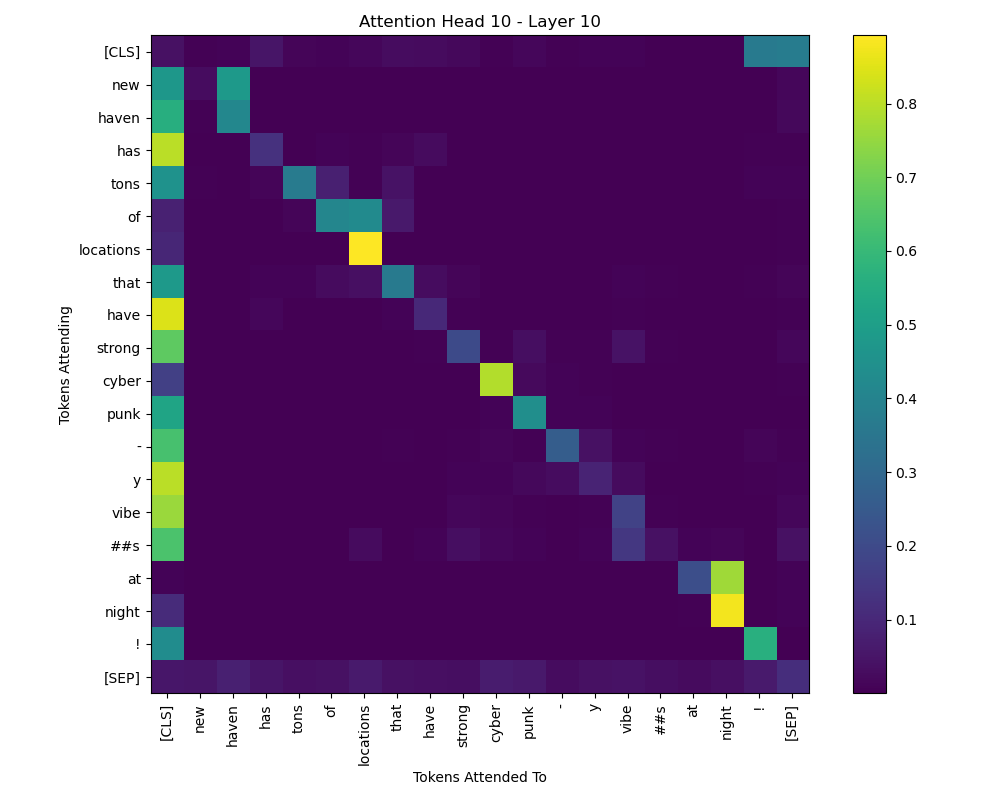 Attention Head 10 - Layer 10
Tokens Attending
[CLS]
new
haven
has
tons
of
locations
that
have
strong
cyber
punk
-
y
vibe
##s
at
night
!
[SEP]
[CLS]
new
haven
has
tons
of
locations
that
have
strong
cyber
punk
-
y
vibe
##s
at
night
!
[SEP]
Tokens Attended To
0.8
0.7
0.6
0.5
0.4
0.3
0.2
0.1